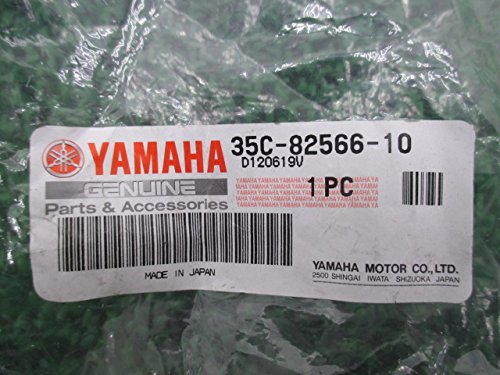 YAMAHA
GENUINE
Parts & Accessories
35C-82566-10
D120619V
1 PC
MADE IN JAPAN
YAMAHA MOTOR CO., LTD.
2500 SHINGAI IWATA SHIZUOKA JAPAN